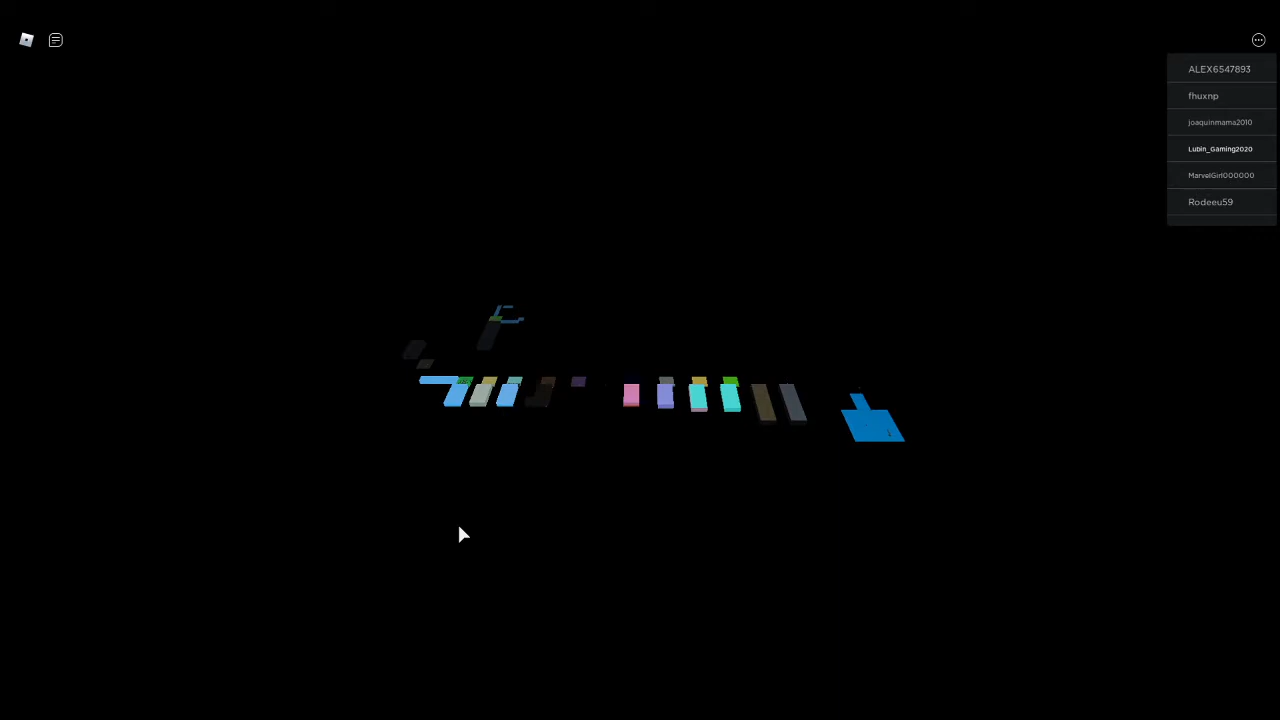 ALEX6547893
fhuxnp
joaquinmama2010
Lubin_Gaming2020
MarvelGirl000000
Rodeeu59